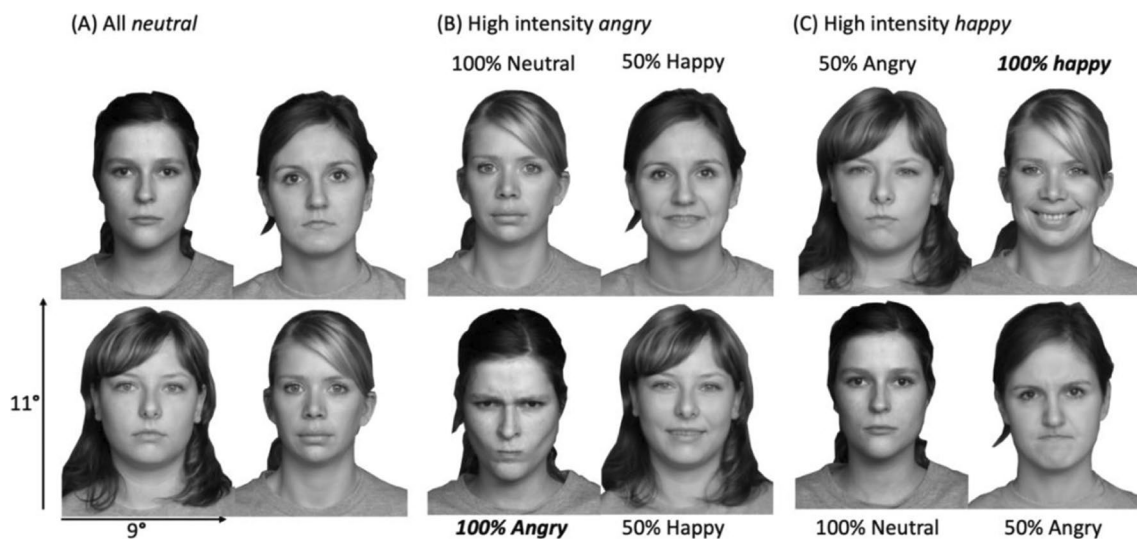 (A) All neutral
(B) High intensity angry
(C) High intensity happy
100% Neutral
50% Happy
50% Angry
100% happy
11°
9°
100% Angry
50% Happy
100% Neutral
50% Angry